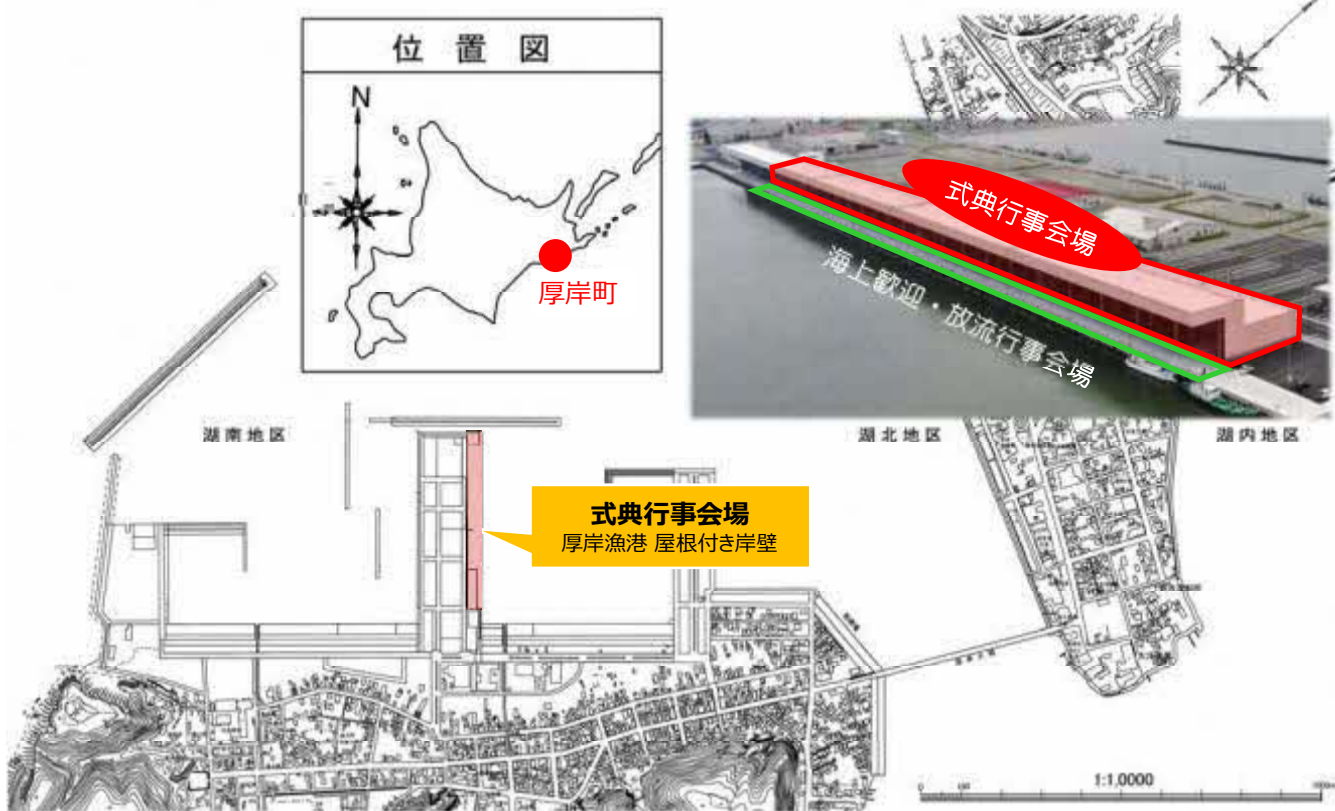 位置図
N
厚岸町
式典行事会場
海上歓迎・放流行事会場
湖南地区
湖北地区
湖内地区
式典行事会場
厚岸漁港 屋根付き岸壁
1:1,0000
0